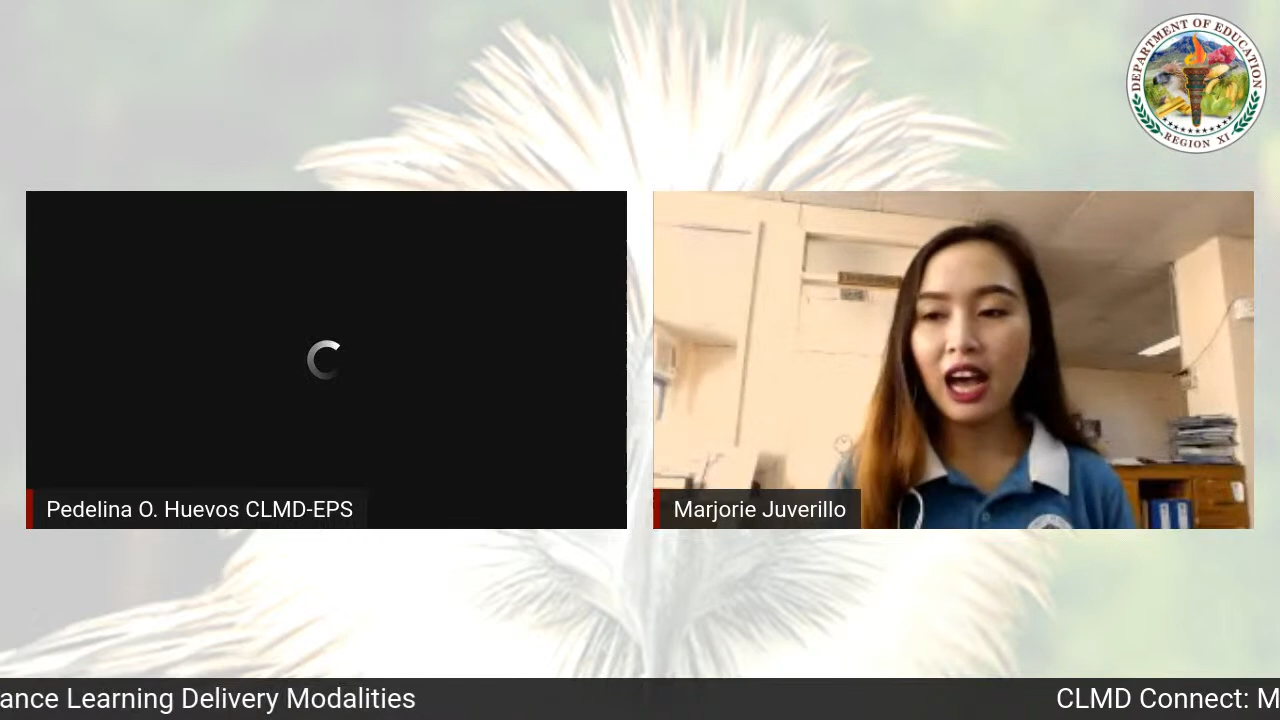 DEPARTMENT OF EDUCATION
REGION XI
Pedelina O. Huevos CLMD-EPS
Marjorie Juverillo
ance Learning Delivery Modalities
CLMD Connect: M